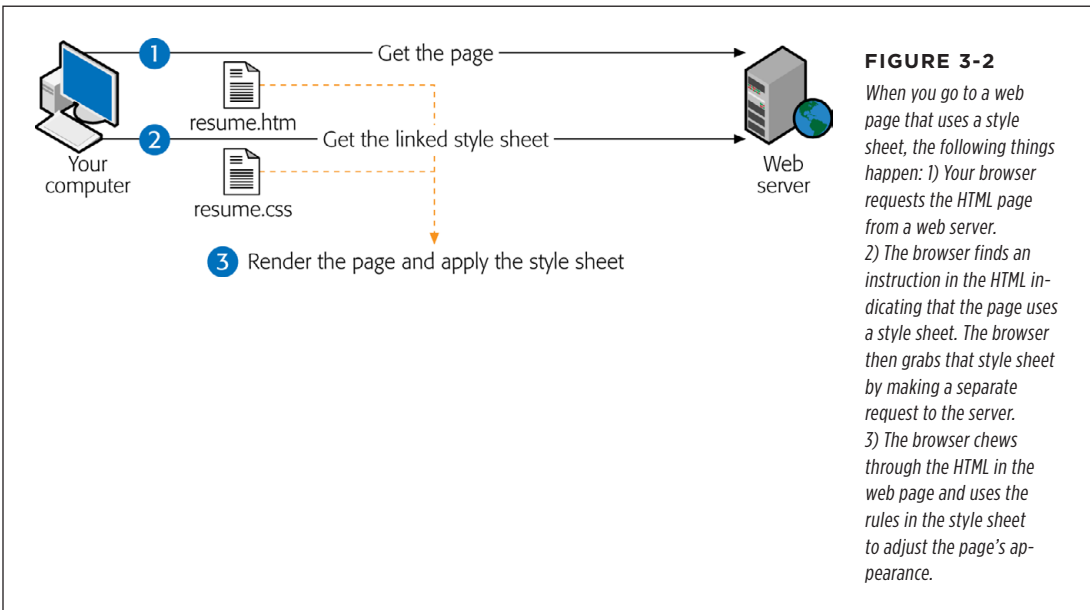 1 Get the page
resume.htm
2 Get the linked style sheet
Your
computer
Web
server
resume.css
3 Render the page and apply the style sheet
FIGURE 3-2
When you go to a web
page that uses a style
sheet, the following things
happen: 1) Your browser
requests the HTML page
from a web server.
2) The browser finds an
instruction in the HTML in-
dicating that the page uses
a style sheet. The browser
then grabs that style sheet
by making a separate
request to the server.
3) The browser chews
through the HTML in the
web page and uses the
rules in the style sheet
to adjust the page's ap-
pearance.